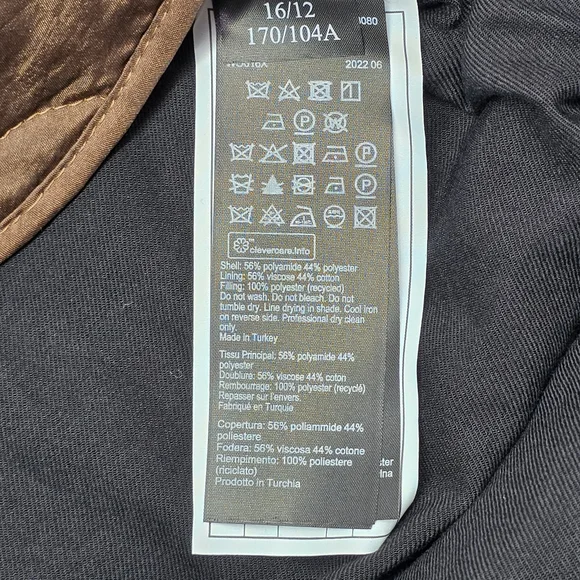 16/12
170/104A
1080
2022 06
clevercare.info
Shell: 56% polyamide 44% polyester
Lining: 56% viscose 44% cotton
Filling: 100% polyester (recycled)
Do not wash. Do not bleach. Do not
tumble dry. Line drying in shade. Cool iron
on reverse side. Professional dry clean
only.
Made in Turkey
Tissu Principal: 56% polyamide 44%
polyester
Doublure: 56% viscose 44% coton
Rembourrage: 100% polyester (recyclé)
Repasser sur l'envers.
Fabriqué en Turquie
Copertura: 56% poliammide 44%
poliestere
Fodera: 56% viscosa 44% cotone
Riempimento: 100% poliestere
(riciclato)
Prodotto in Turchia